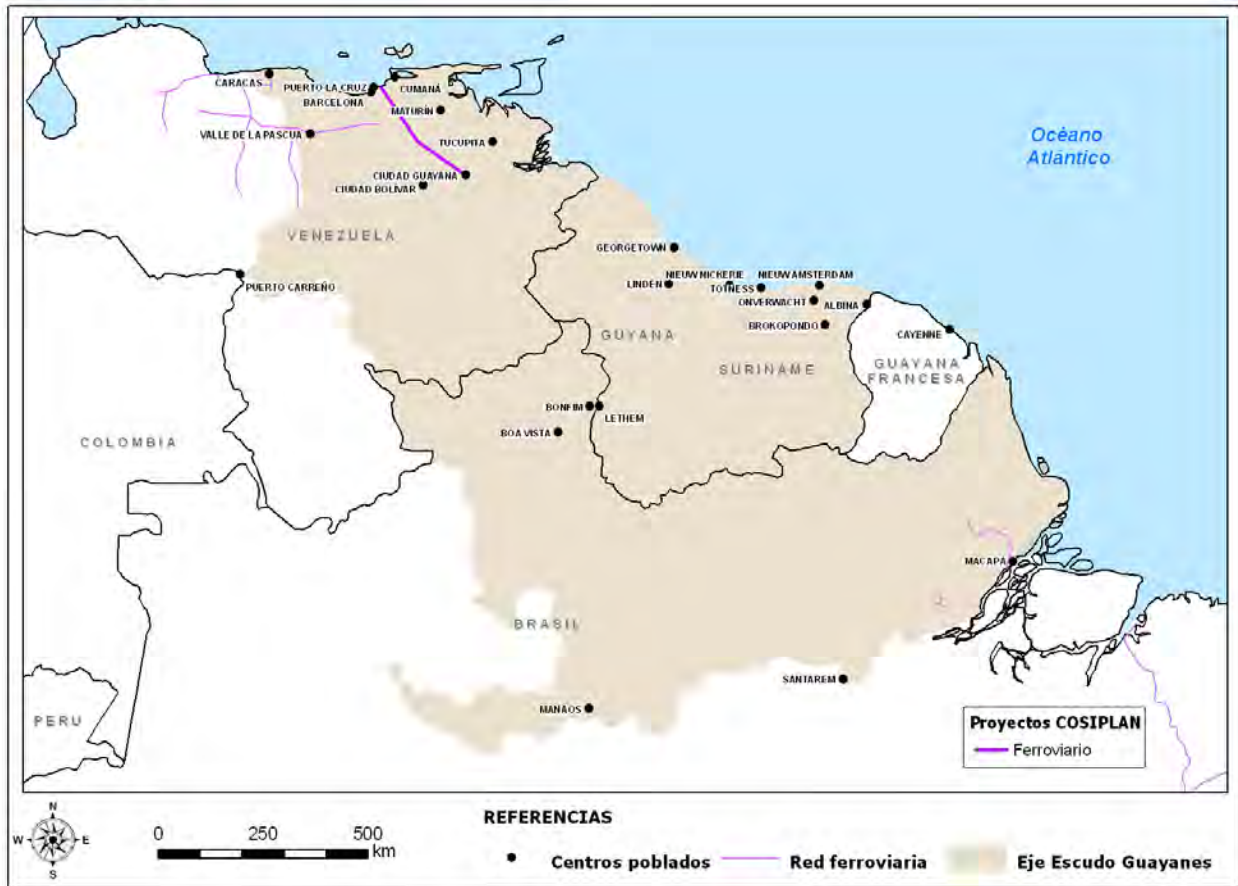 CARACAS
PUERTO LA CRUZ
CUMANÁ
BARCELONA
MATURÍN
VALLE DE LA PASCUA
TUCUPITA
CIUDAD GUAYANA
CIUDAD BOLÍVAR
Océano
Atlántico
VENEZUELA
GEORGETOWN
PUERTO CARREÑO
LINDEN
NIEUW NICKERIE
NIEUW AMSTERDAM
TOTNESS
ONVERWACHT
ALBINA
BROKOPONDO
CAYENNE
GUYANA
SURINAME
GUAYANA
FRANCESA
BONFIM
LETHEM
BOA VISTA
COLOMBIA
MACAPÁ
BRASIL
SANTAREM
MANAOS
PERU
Proyectos COSIPLAN
Ferroviario
N
W
E
S
0 250 500
km
REFERENCIAS
Centros poblados
Red ferroviaria
Eje Escudo Guayanes